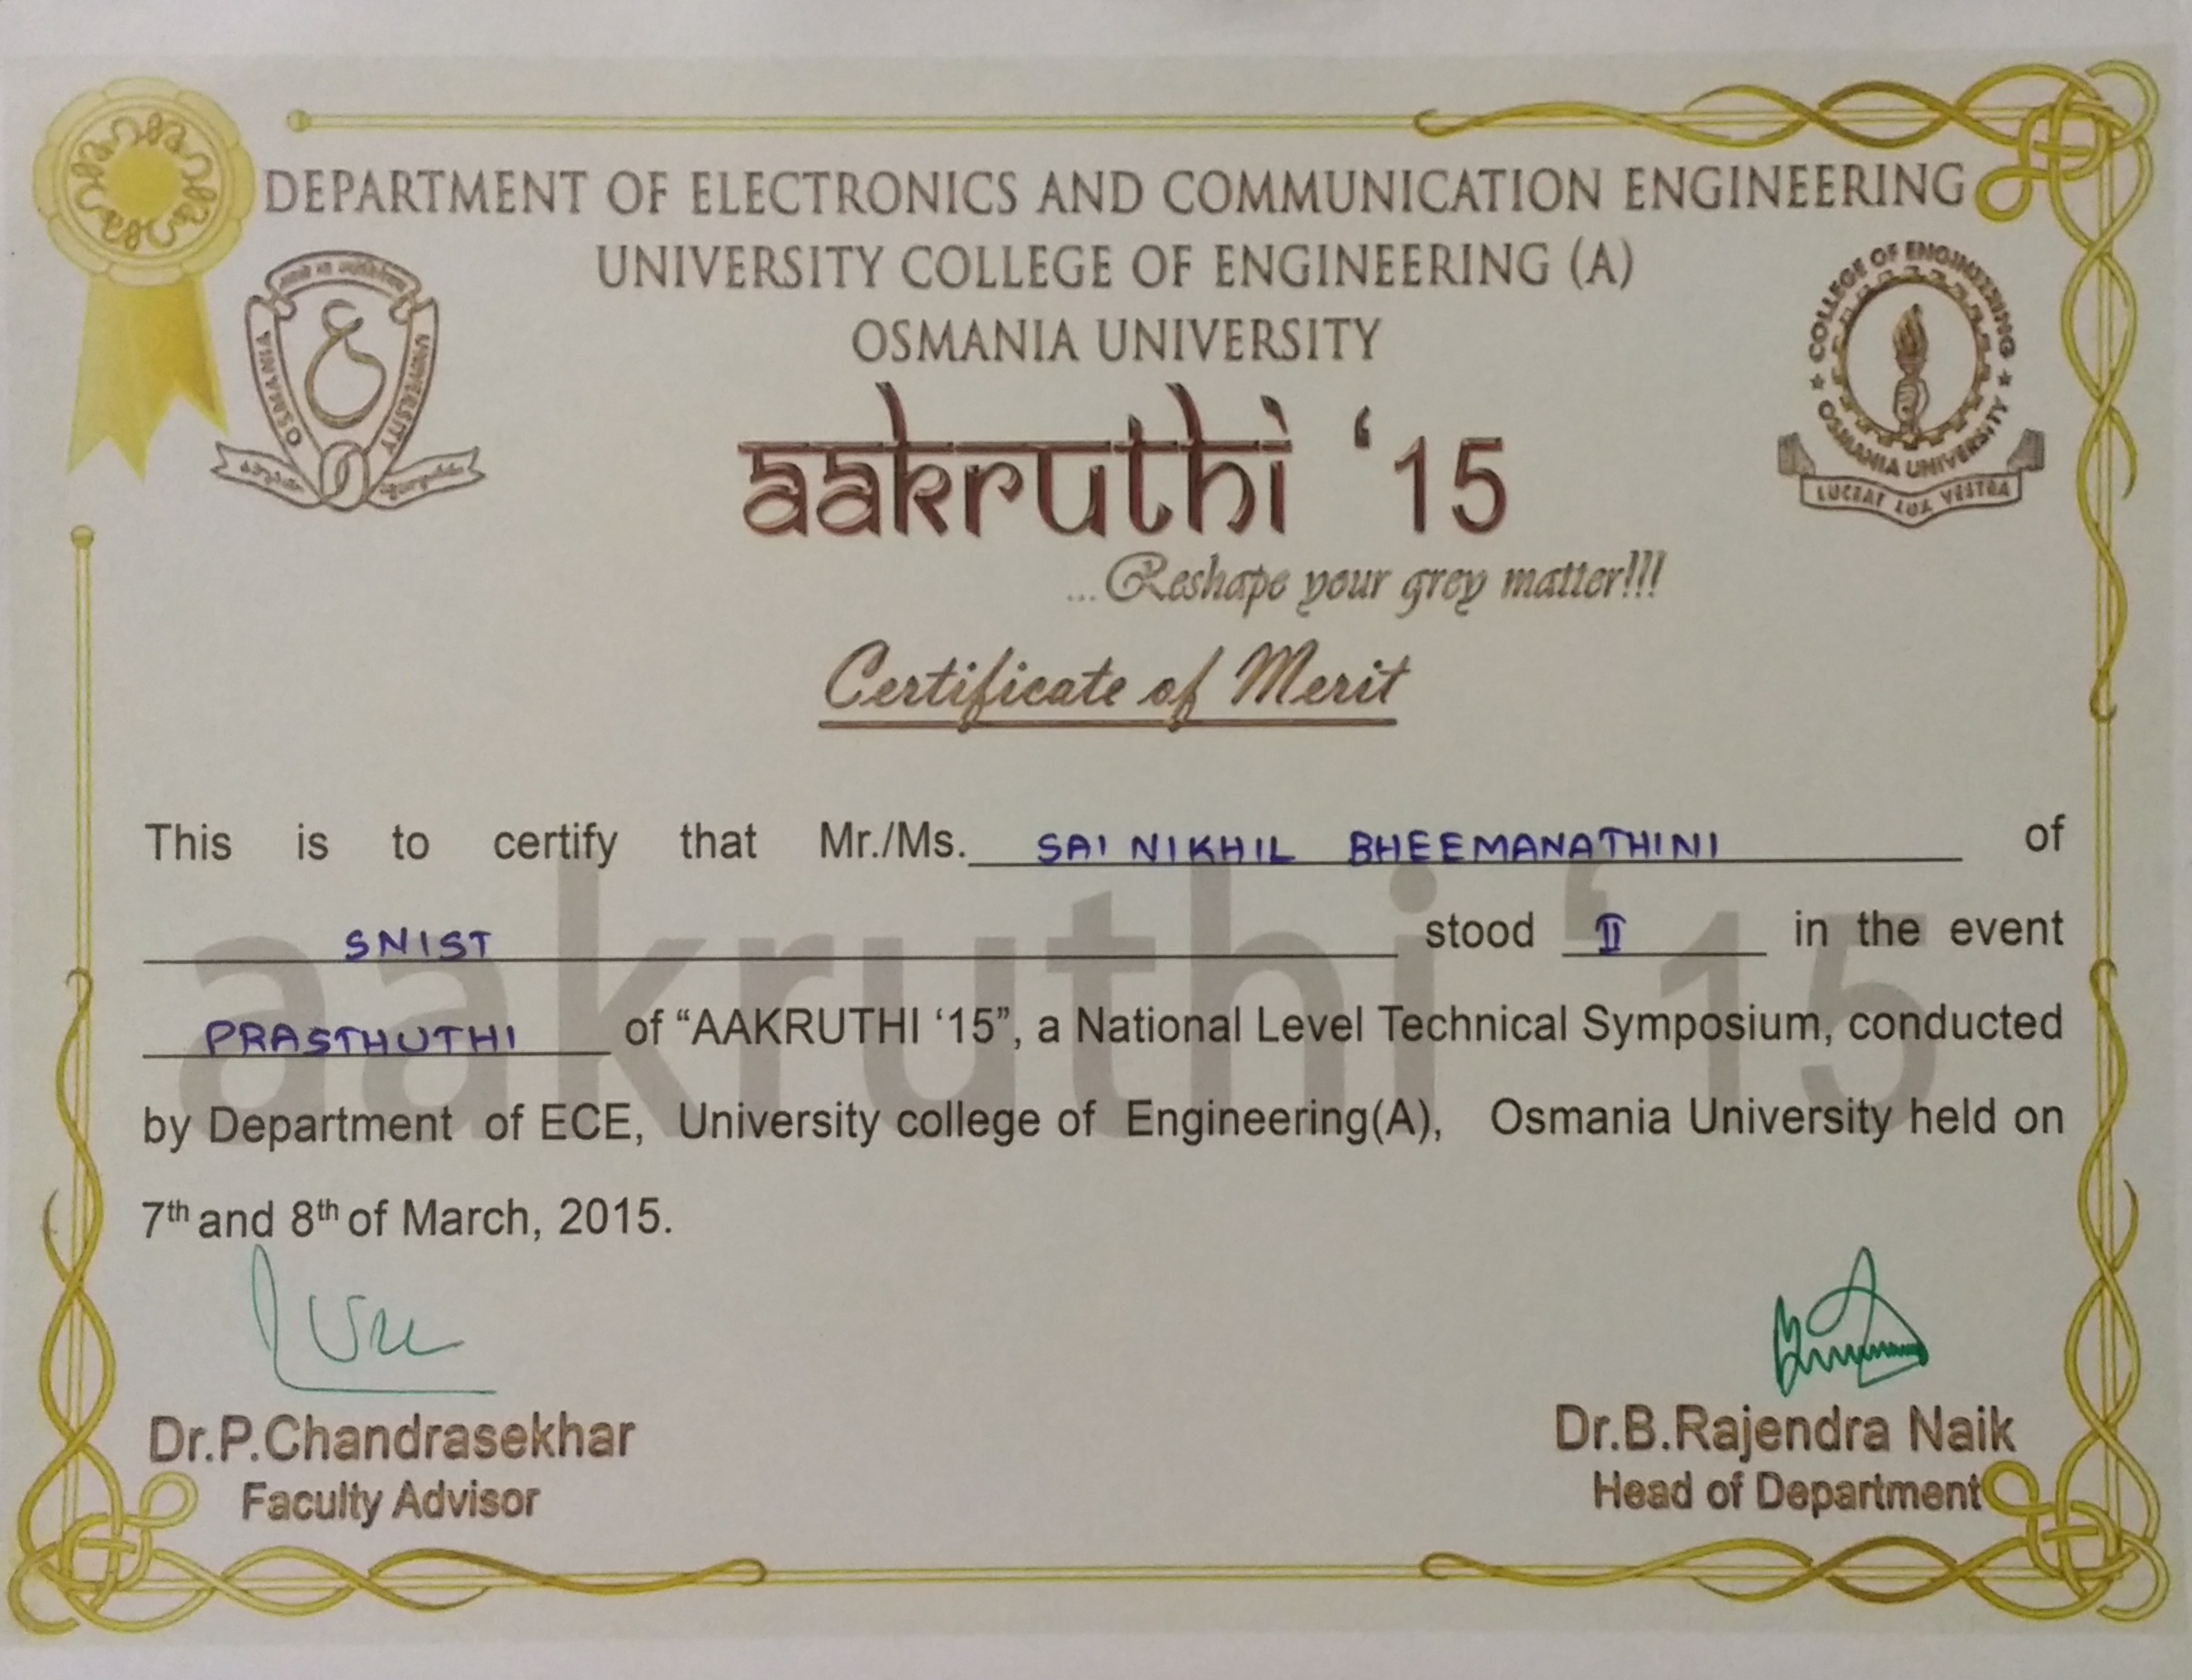 DEPARTMENT OF ELECTRONICS AND COMMUNICATION ENGINEERING
UNIVERSITY COLLEGE OF ENGINEERING (A)
OSMANIA UNIVERSITY
OSMANIA UNIVERSITY
COLLEGE OF ENGINEERING
OSMANIA UNIVERSITY
LUCEAT LUX VESTRA
aakruthi ‘15
...Reshape your grey matter!!!
Certificate of Merit
This is to certify that Mr./Ms. SAI NIKHIL BHEEMANATHINI of
SNIST stood II in the event
PRASTHUTHI of “AAKRUTHI ‘15”, a National Level Technical Symposium, conducted
by Department of ECE, University college of Engineering(A), Osmania University held on
7th and 8th of March, 2015.
aakruthi ‘15
Dr.P.Chandrasekhar
Faculty Advisor
Dr.B.Rajendra Naik
Head of Department